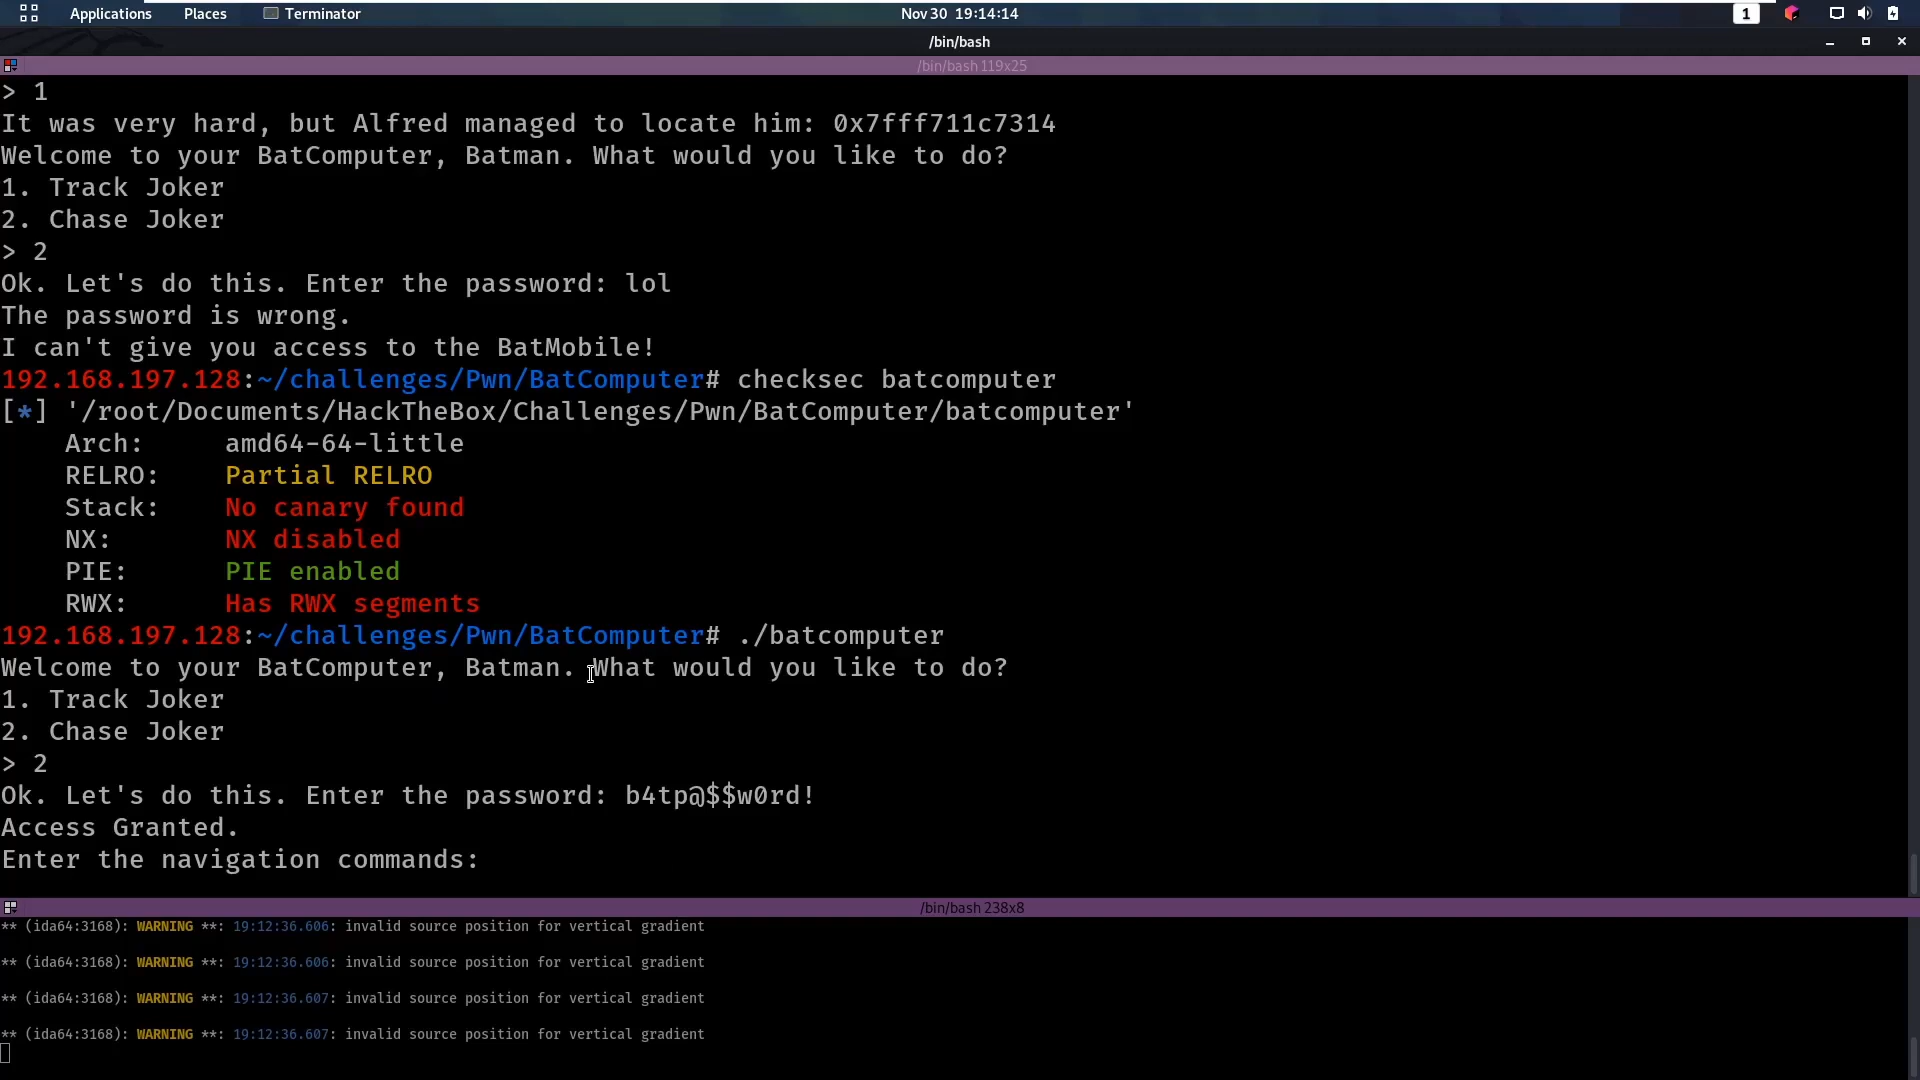 Applications Places Terminator Nov 30 19:14:14 1
/bin/bash
/bin/bash 119x25
> 1
It was very hard, but Alfred managed to locate him: 0x7fff711c7314
Welcome to your BatComputer, Batman. What would you like to do?
1. Track Joker
2. Chase Joker
> 2
Ok. Let's do this. Enter the password: lol
The password is wrong.
I can't give you access to the BatMobile!
192.168.197.128:~/challenges/Pwn/BatComputer# checksec batcomputer
[*] '/root/Documents/HackTheBox/Challenges/Pwn/BatComputer/batcomputer'
Arch: amd64-64-little
RELRO: Partial RELRO
Stack: No canary found
NX: NX disabled
PIE: PIE enabled
RWX: Has RWX segments
192.168.197.128:~/challenges/Pwn/BatComputer# ./batcomputer
Welcome to your BatComputer, Batman. What would you like to do?
1. Track Joker
2. Chase Joker
> 2
Ok. Let's do this. Enter the password: b4tp@$$w0rd!
Access Granted.
Enter the navigation commands:
/bin/bash 238x8
** (ida64:3168): WARNING **: 19:12:36.606: invalid source position for vertical gradient
** (ida64:3168): WARNING **: 19:12:36.606: invalid source position for vertical gradient
** (ida64:3168): WARNING **: 19:12:36.607: invalid source position for vertical gradient
** (ida64:3168): WARNING **: 19:12:36.607: invalid source position for vertical gradient